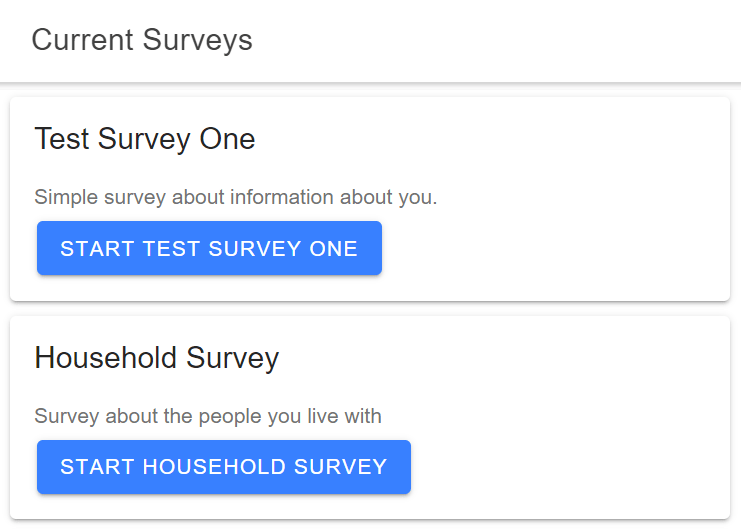 Current Surveys
Test Survey One
Simple survey about information about you.
START TEST SURVEY ONE
Household Survey
Survey about the people you live with
START HOUSEHOLD SURVEY